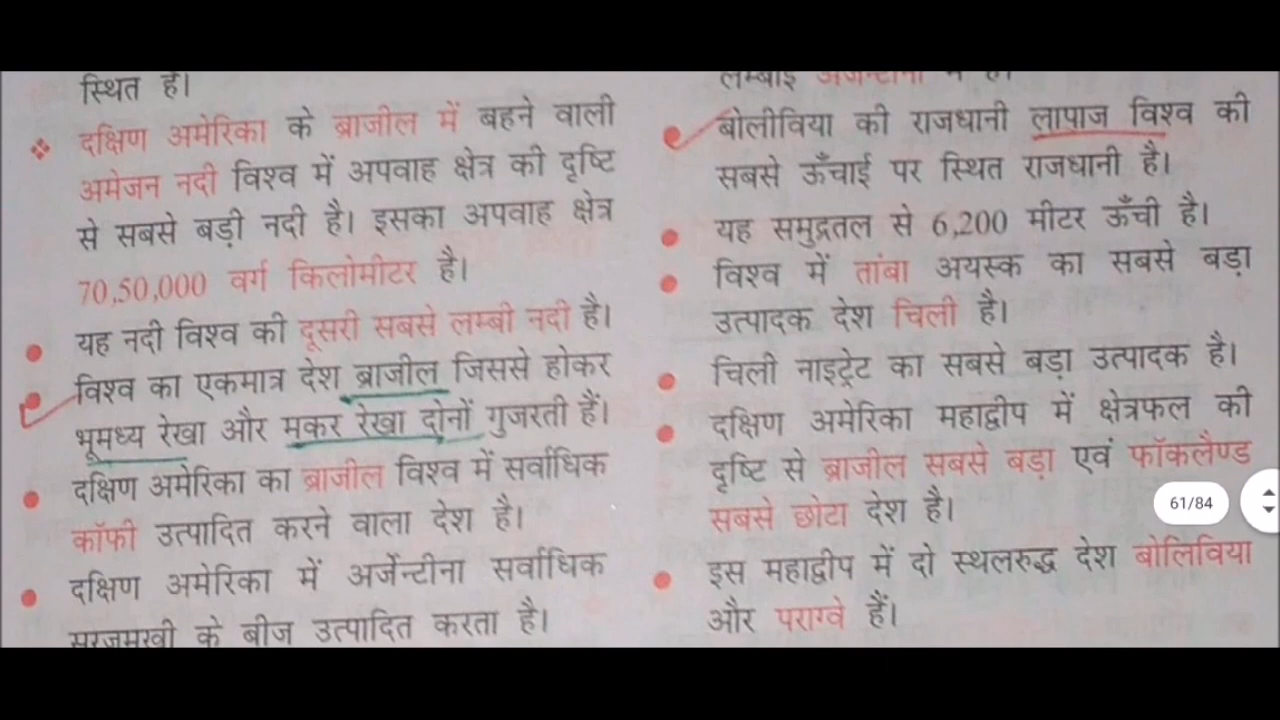 स्थित है।
दक्षिण अमेरिका के ब्राजील में बहने वाली
अमेजन नदी विश्व में अपवाह क्षेत्र की दृष्टि
से सबसे बड़ी नदी है। इसका अपवाह क्षेत्र
70,50,000 वर्ग किलोमीटर है।
यह नदी विश्व की दूसरी सबसे लम्बी नदी है।
विश्व का एकमात्र देश ब्राजील जिससे होकर
भूमध्य रेखा और मकर रेखा दोनों गुजरती हैं।
दक्षिण अमेरिका का ब्राजील विश्व में सर्वाधिक
कॉफी उत्पादित करने वाला देश है।
दक्षिण अमेरिका में अर्जेन्टीना सर्वाधिक
सूरजमुखी के बीज उत्पादित करता है।
लम्बाई अर्जेन्टीना में है।
बोलीविया की राजधानी लापाज विश्व की
सबसे ऊँचाई पर स्थित राजधानी है।
यह समुद्रतल से 6,200 मीटर ऊँची है।
विश्व में तांबा अयस्क का सबसे बड़ा
उत्पादक देश चिली है।
चिली नाइट्रेट का सबसे बड़ा उत्पादक है।
दक्षिण अमेरिका महाद्वीप में क्षेत्रफल की
दृष्टि से ब्राजील सबसे बड़ा एवं फॉकलैण्ड
सबसे छोटा देश है।
इस महाद्वीप में दो स्थलरुद्ध देश बोलिविया
और पराग्वे हैं।
61/84